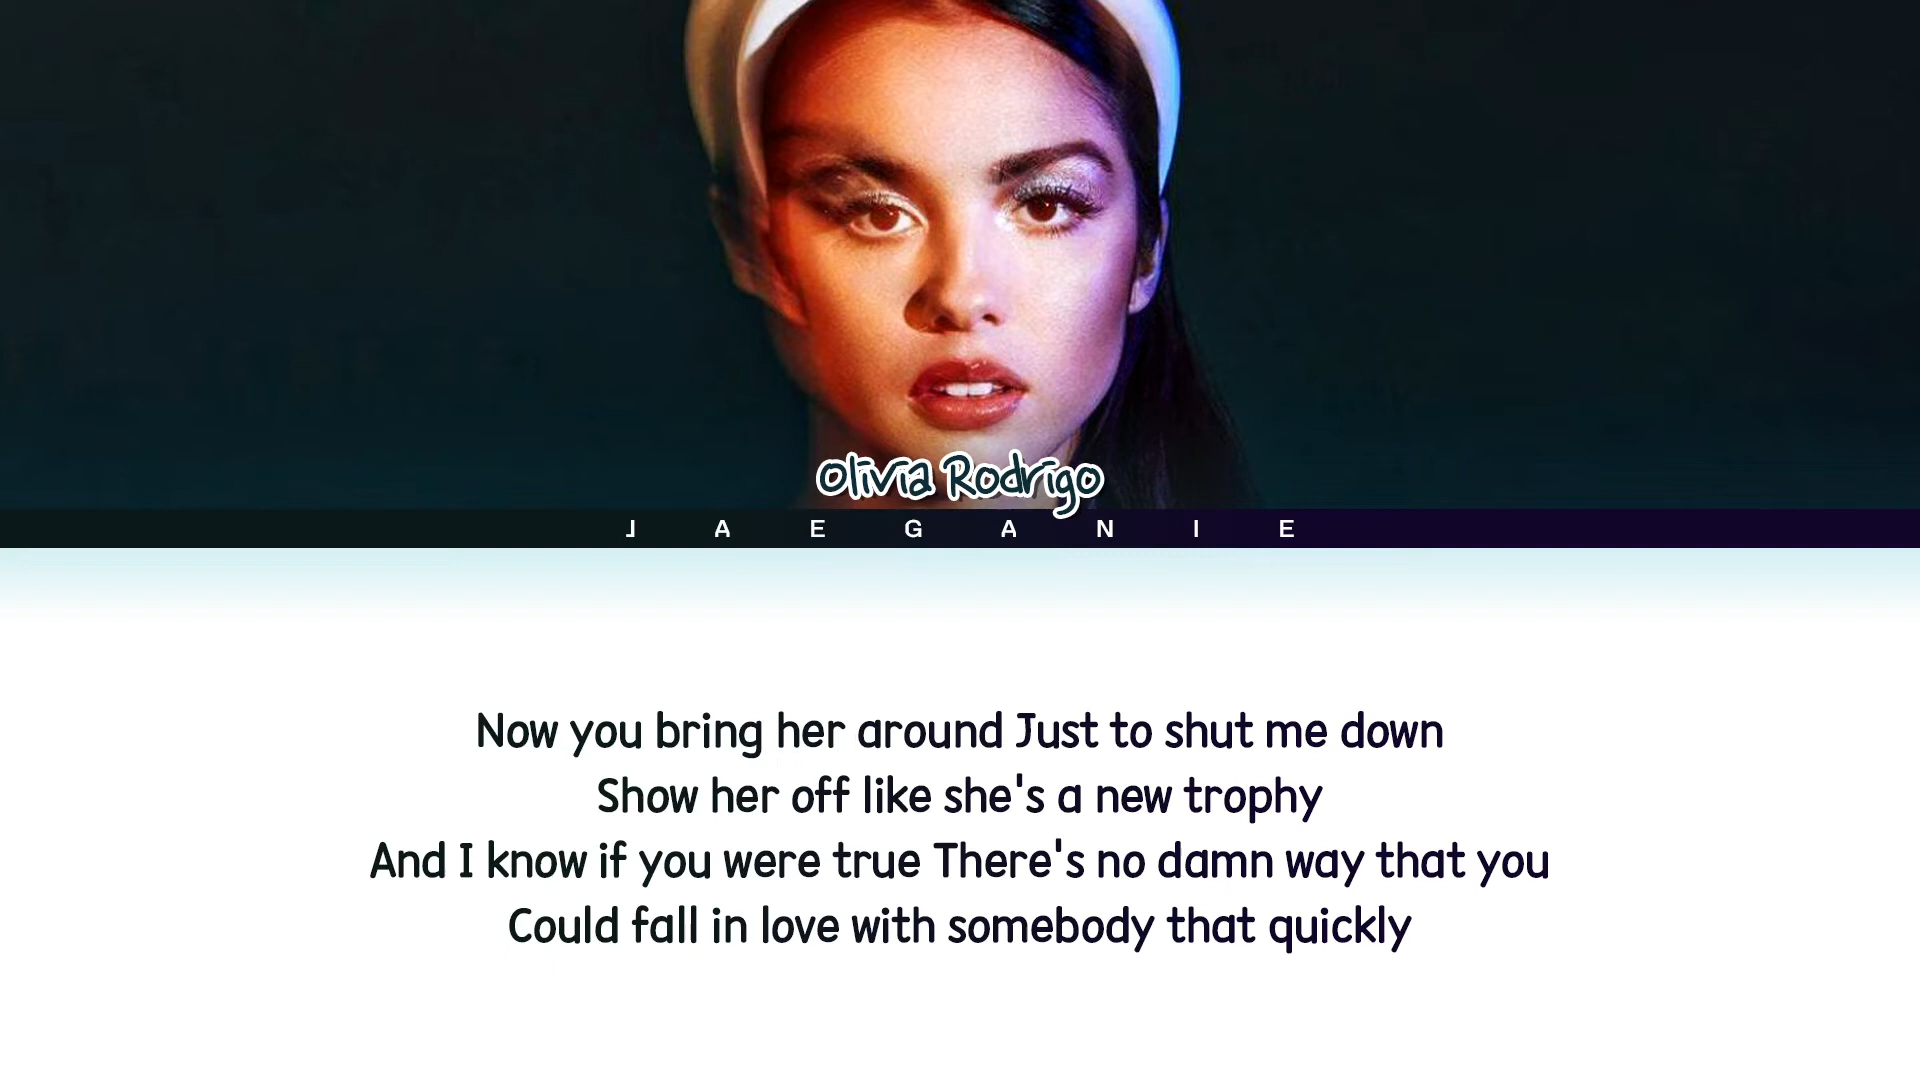 Olivia Rodrigo
J A E G A N I E
Now you bring her around Just to shut me down
Show her off like she's a new trophy
And I know if you were true There's no damn way that you
Could fall in love with somebody that quickly